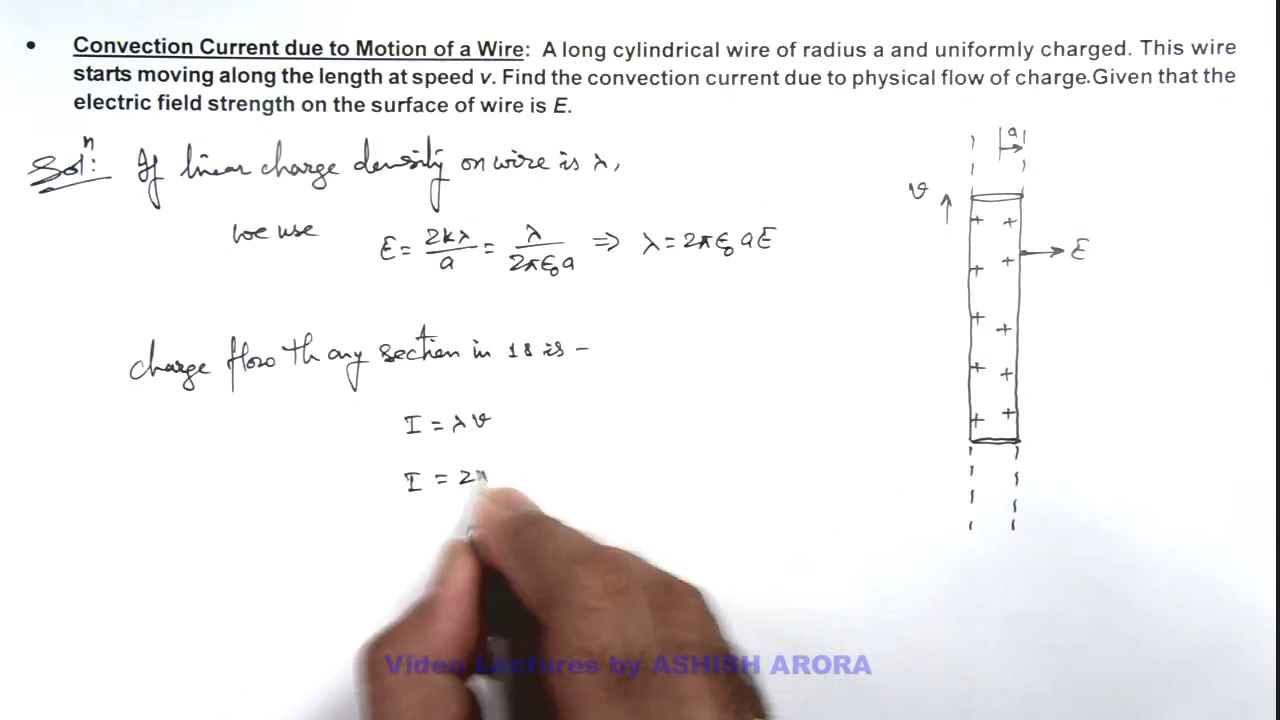 • Convection Current due to Motion of a Wire: A long cylindrical wire of radius a and uniformly charged. This wire
starts moving along the length at speed v. Find the convection current due to physical flow of charge.Given that the
electric field strength on the surface of wire is E.
Solⁿ: If linear charge density on wire is λ,
we use E = 2kλ/a = λ/2πε₀a ⇒ λ = 2πε₀aE
charge flow th any section in 1s is –
I = λv
I = 2π
a
v
E
+ +
+ +
+ +
+ +
+ +
Video Lectures by ASHISH ARORA